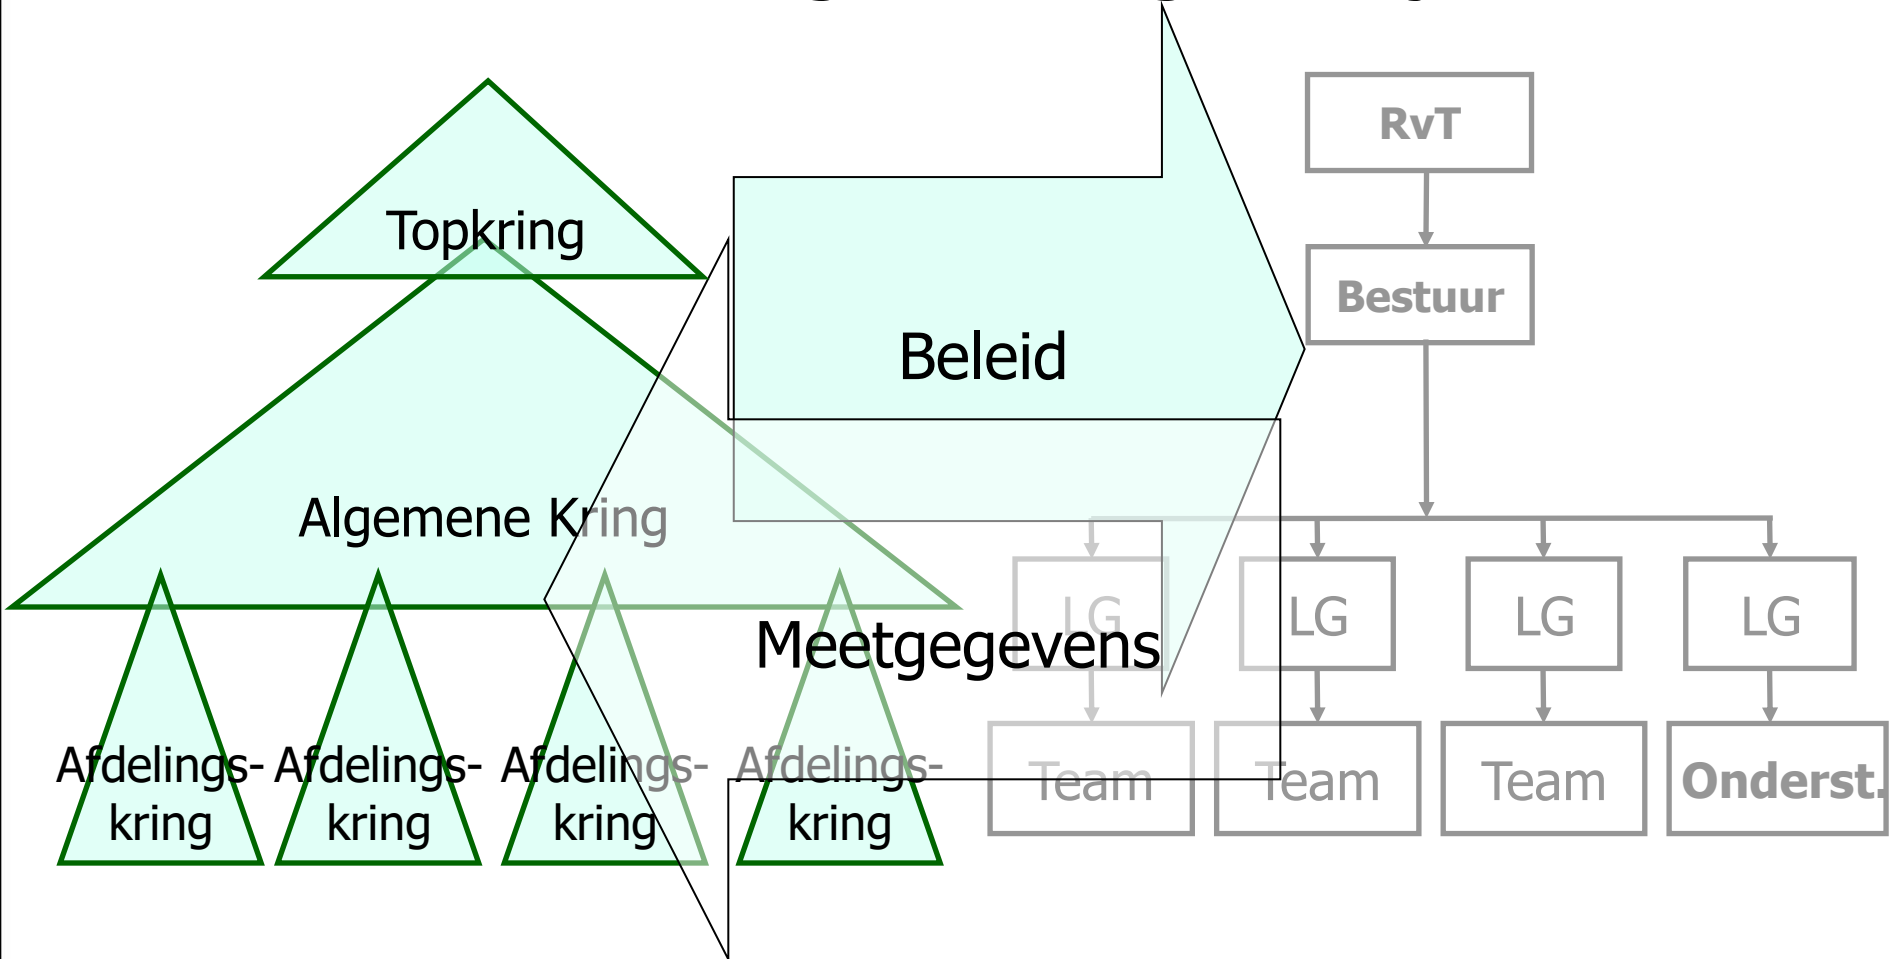 Topkring
Algemene Kring
Afdelings-
kring
Afdelings-
kring
Afdelings-
kring
Afdelings-
kring
Beleid
Meetgegevens
RvT
Bestuur
LG
LG
LG
LG
Team
Team
Team
Onderst.